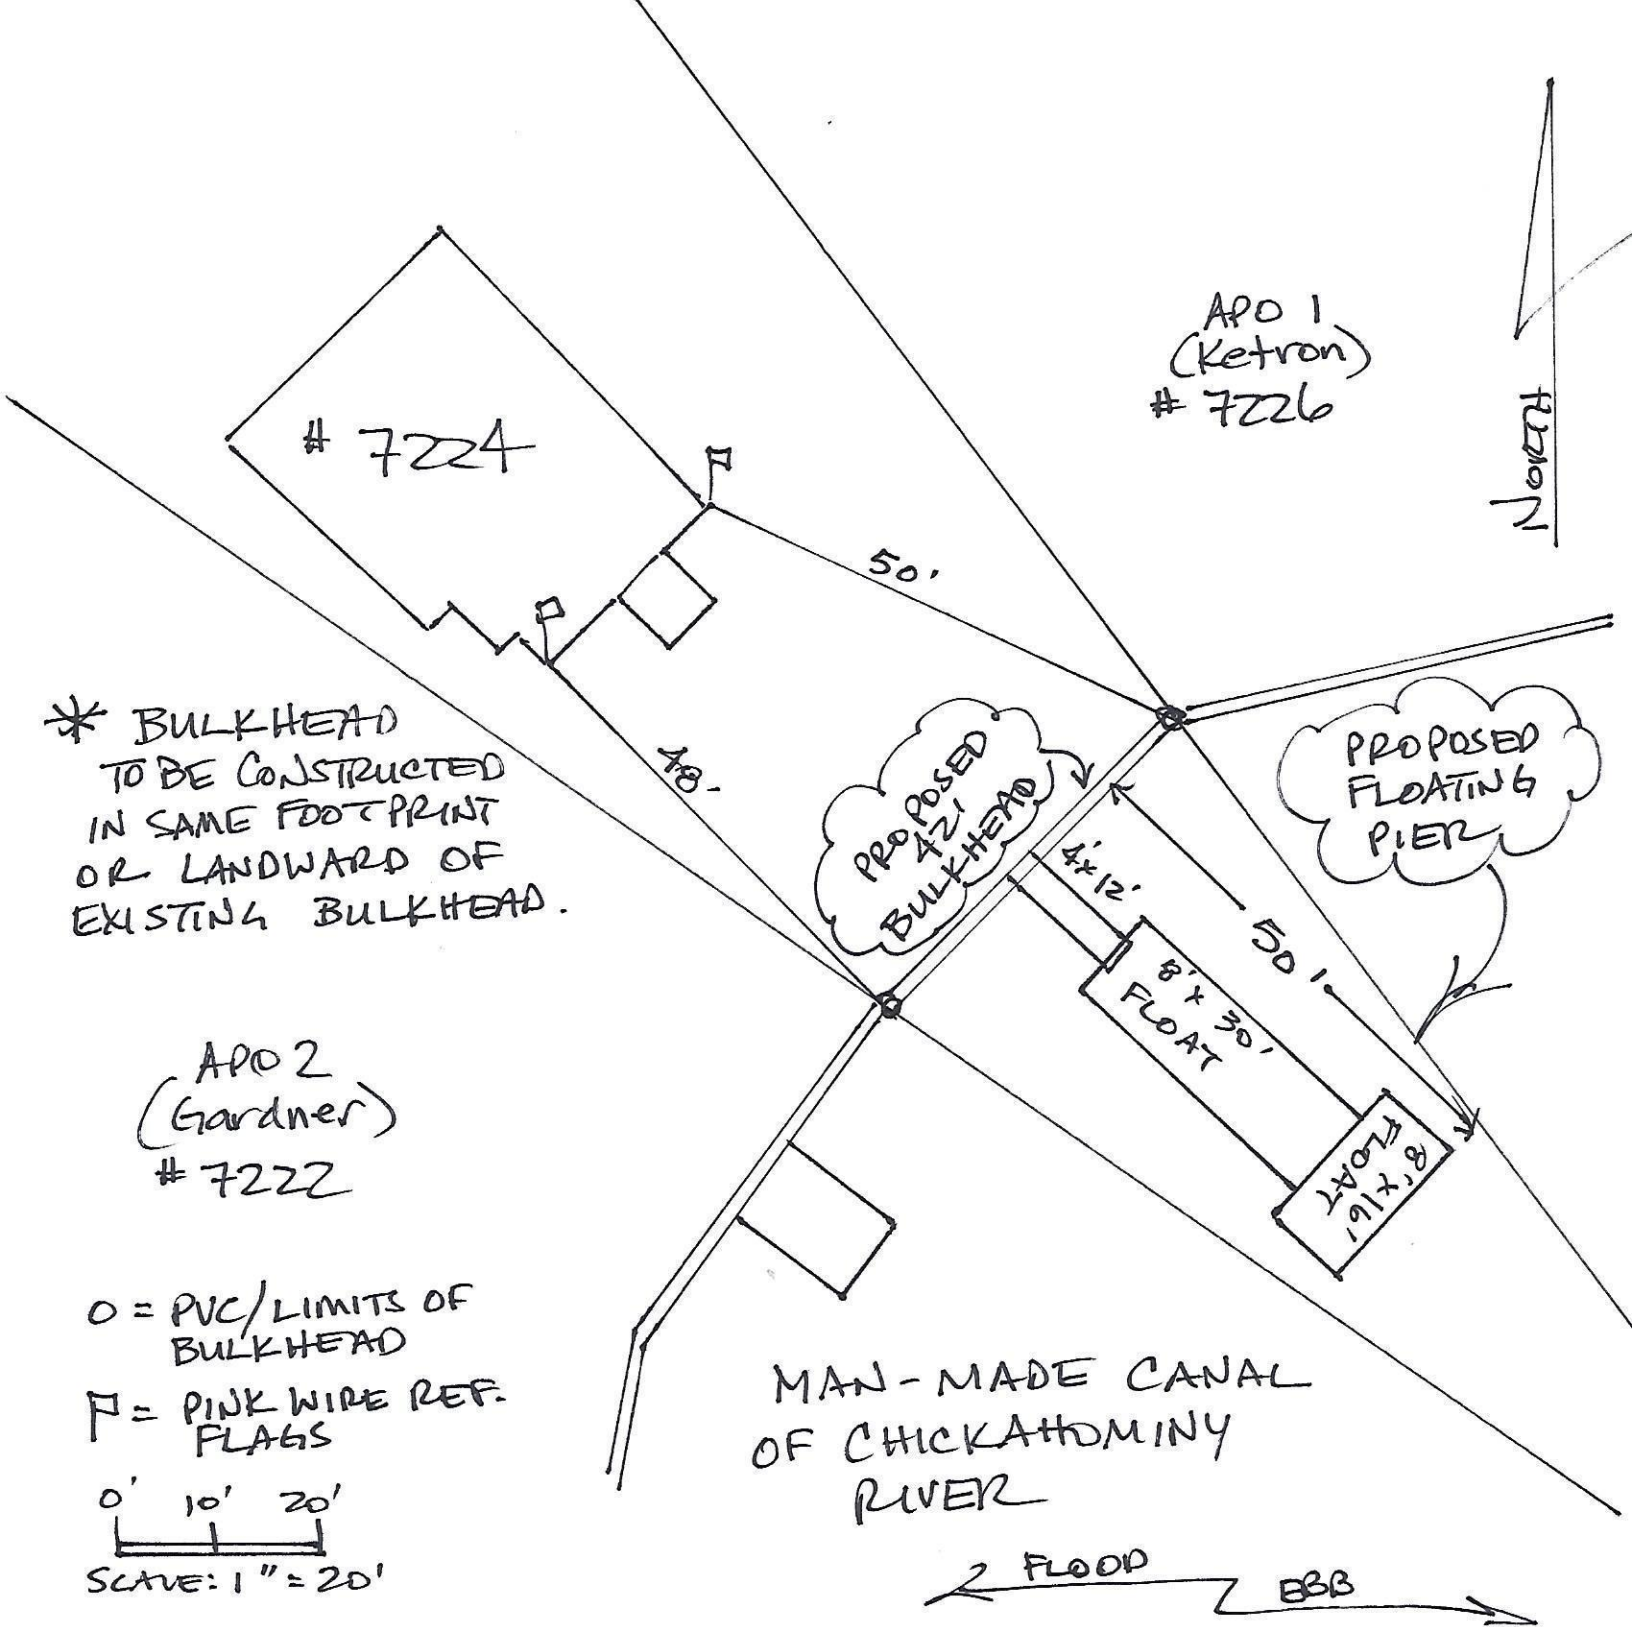 APO 1
(Ketron)
# 7226
NORTH
# 7224
50'
48'
* BULKHEAD
TO BE CONSTRUCTED
IN SAME FOOTPRINT
OR LANDWARD OF
EXISTING BULKHEAD.
PROPOSED
42'
BULKHEAD
PROPOSED
FLOATING
PIER
4'x12'
50'
8' x 30'
FLOAT
8' x 16'
FLOAT
APO 2
(Gardner)
# 7222
O = PVC/LIMITS OF
BULKHEAD
= PINK WIRE REF.
FLAGS
0' 10' 20'
SCALE: 1" = 20'
MAN-MADE CANAL
OF CHICKAHOMINY
RIVER
FLOOD
EBB